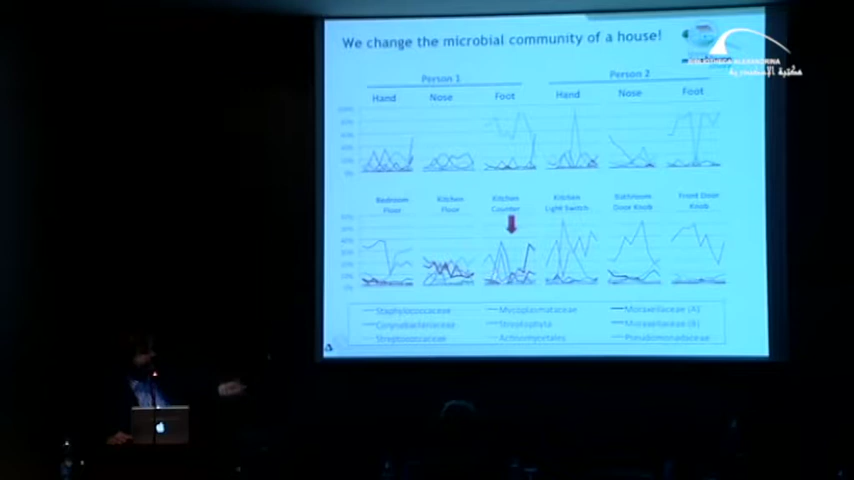 We change the microbial community of a house!
BIBLIOTHECA ALEXANDRINA
مكتبة الإسكندرية
Person 1
Person 2
Hand
Nose
Foot
Hand
Nose
Foot
Bedroom Floor
Kitchen Floor
Kitchen Counter
Kitchen Light Switch
Bathroom Door Knob
Front Door Knob
Staphylococcaceae
Mycoplasmataceae
Moraxellaceae (A)
Corynebacteriaceae
Streptophyta
Moraxellaceae (B)
Streptococcaceae
Actinomycetales
Pseudomonadaceae